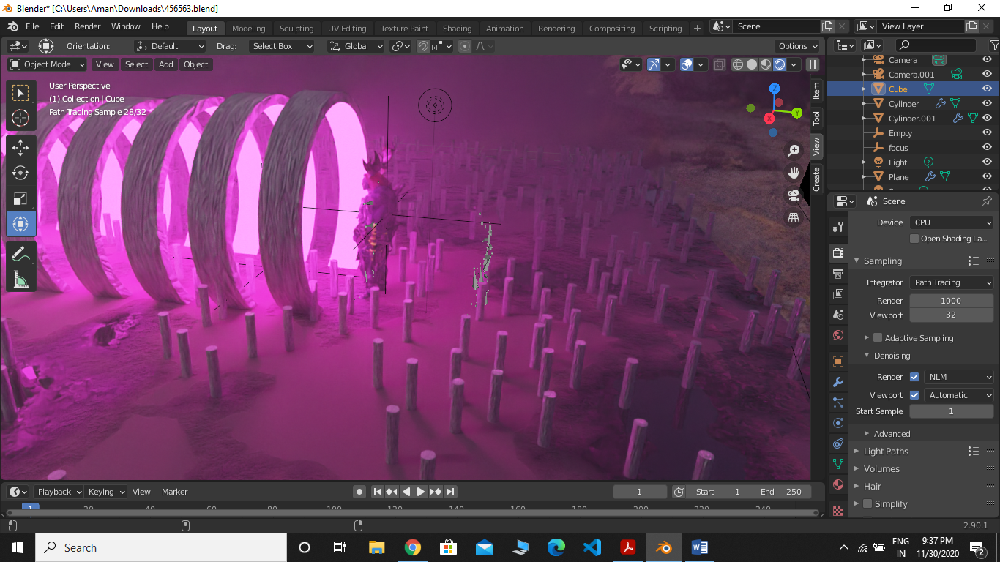 Blender* [C:\Users\Aman\Downloads\456563.blend]
File Edit Render Window Help Layout Modeling Sculpting UV Editing Texture Paint Shading Animation Rendering Compositing Scripting Scene View Layer
Orientation: Default Drag: Select Box Global Options
Object Mode View Select Add Object
User Perspective
(1) Collection | Cube
Path Tracing Sample 28/32
Z
Y
X
Item
Tool
View
Create
Camera
Camera.001
Cube
Cylinder
Cylinder.001
Empty
focus
Light
Plane
Scene
Device CPU
Open Shading La...
Sampling
Integrator Path Tracing
Render 1000
Viewport 32
Adaptive Sampling
Denoising
Render NLM
Viewport Automatic
Start Sample 1
Advanced
Light Paths
Volumes
Hair
Simplify
Playback Keying View Marker 1 Start 1 End 250
1 20 40 60 80 100 120 140 160 180 200 220 240
2.90.1
Search
ENG
IN
9:37 PM
11/30/2020
2